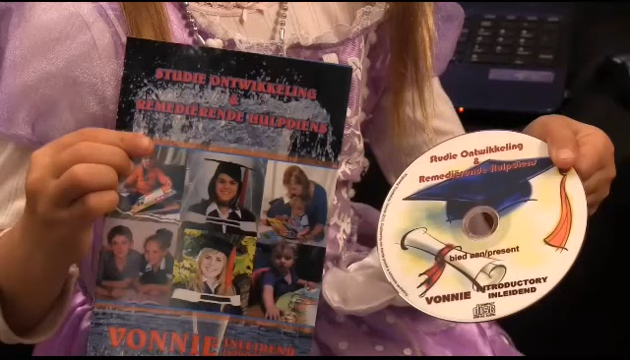 STUDIE ONTWIKKELING
&
REMEDIËRENDE HULPDIENS
VONNIE INLEIDEND
Studie Ontwikkeling
&
Remediërende Hulpdiens
bied aan/present
VONNIE INTRODUCTORY
INLEIDEND